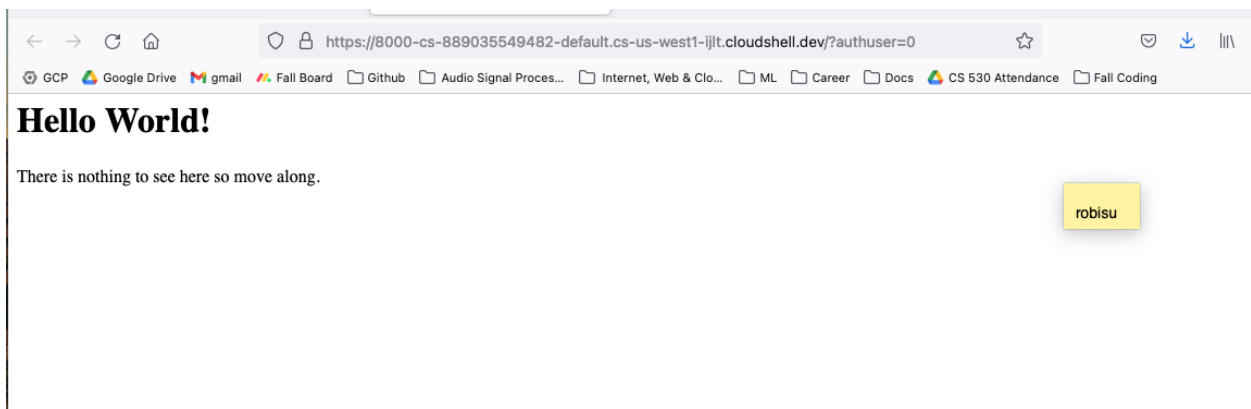 https://8000-cs-889035549482-default.cs-us-west1-ijlt.cloudshell.dev/?authuser=0
GCP Google Drive gmail Fall Board Github Audio Signal Proces... Internet, Web & Clo... ML Career Docs CS 530 Attendance Fall Coding
Hello World!
There is nothing to see here so move along.
robisu